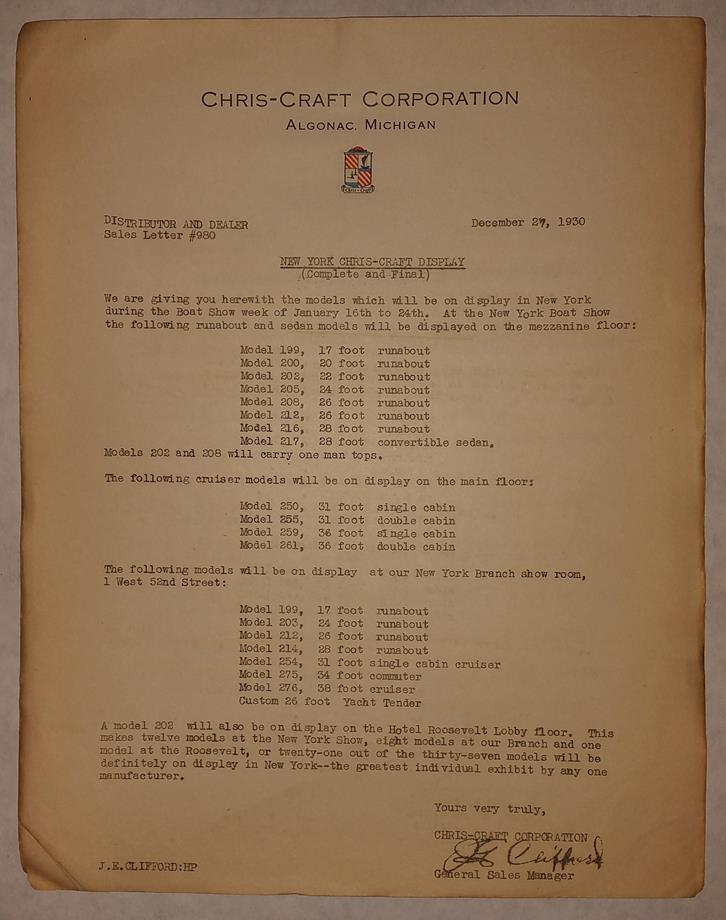 CHRIS-CRAFT CORPORATION
ALGONAC, MICHIGAN
Chris-Craft
DISTRIBUTOR AND DEALER
December 27, 1930
Sales Letter #980
NEW YORK CHRIS-CRAFT DISPLAY
(Complete and Final)
We are giving you herewith the models which will be on display in New York
during the Boat Show week of January 16th to 24th. At the New York Boat Show
the following runabout and sedan models will be displayed on the mezzanine floor:
Model 199, 17 foot runabout
Model 200, 20 foot runabout
Model 202, 22 foot runabout
Model 205, 24 foot runabout
Model 208, 26 foot runabout
Model 212, 26 foot runabout
Model 216, 28 foot runabout
Model 217, 28 foot convertible sedan.
Models 202 and 208 will carry one man tops.
The following cruiser models will be on display on the main floor:
Model 250, 31 foot single cabin
Model 255, 31 foot double cabin
Model 259, 36 foot single cabin
Model 261, 36 foot double cabin
The following models will be on display at our New York Branch show room,
1 West 52nd Street:
Model 199, 17 foot runabout
Model 203, 24 foot runabout
Model 212, 26 foot runabout
Model 214, 28 foot runabout
Model 254, 31 foot single cabin cruiser
Model 275, 34 foot commuter
Model 276, 38 foot cruiser
Custom 26 foot Yacht Tender
A model 202 will also be on display on the Hotel Roosevelt Lobby floor. This
makes twelve models at the New York Show, eight models at our Branch and one
model at the Roosevelt, or twenty-one out of the thirty-seven models will be
definitely on display in New York--the greatest individual exhibit by any one
manufacturer.
Yours very truly,
CHRIS-CRAFT CORPORATION
J E Clifford
General Sales Manager
J.E.CLIFFORD:HP